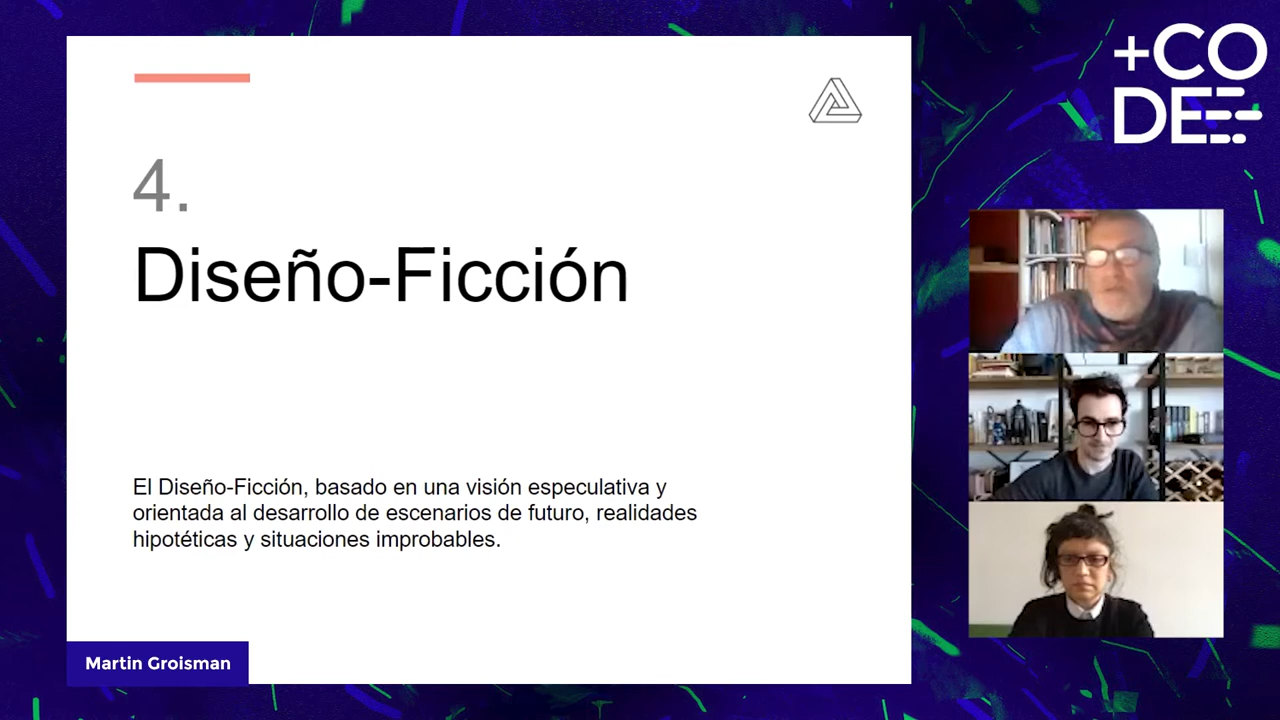 4.
Diseño-Ficción
El Diseño-Ficción, basado en una visión especulativa y
orientada al desarrollo de escenarios de futuro, realidades
hipotéticas y situaciones improbables.
Martin Groisman
+CO
DE